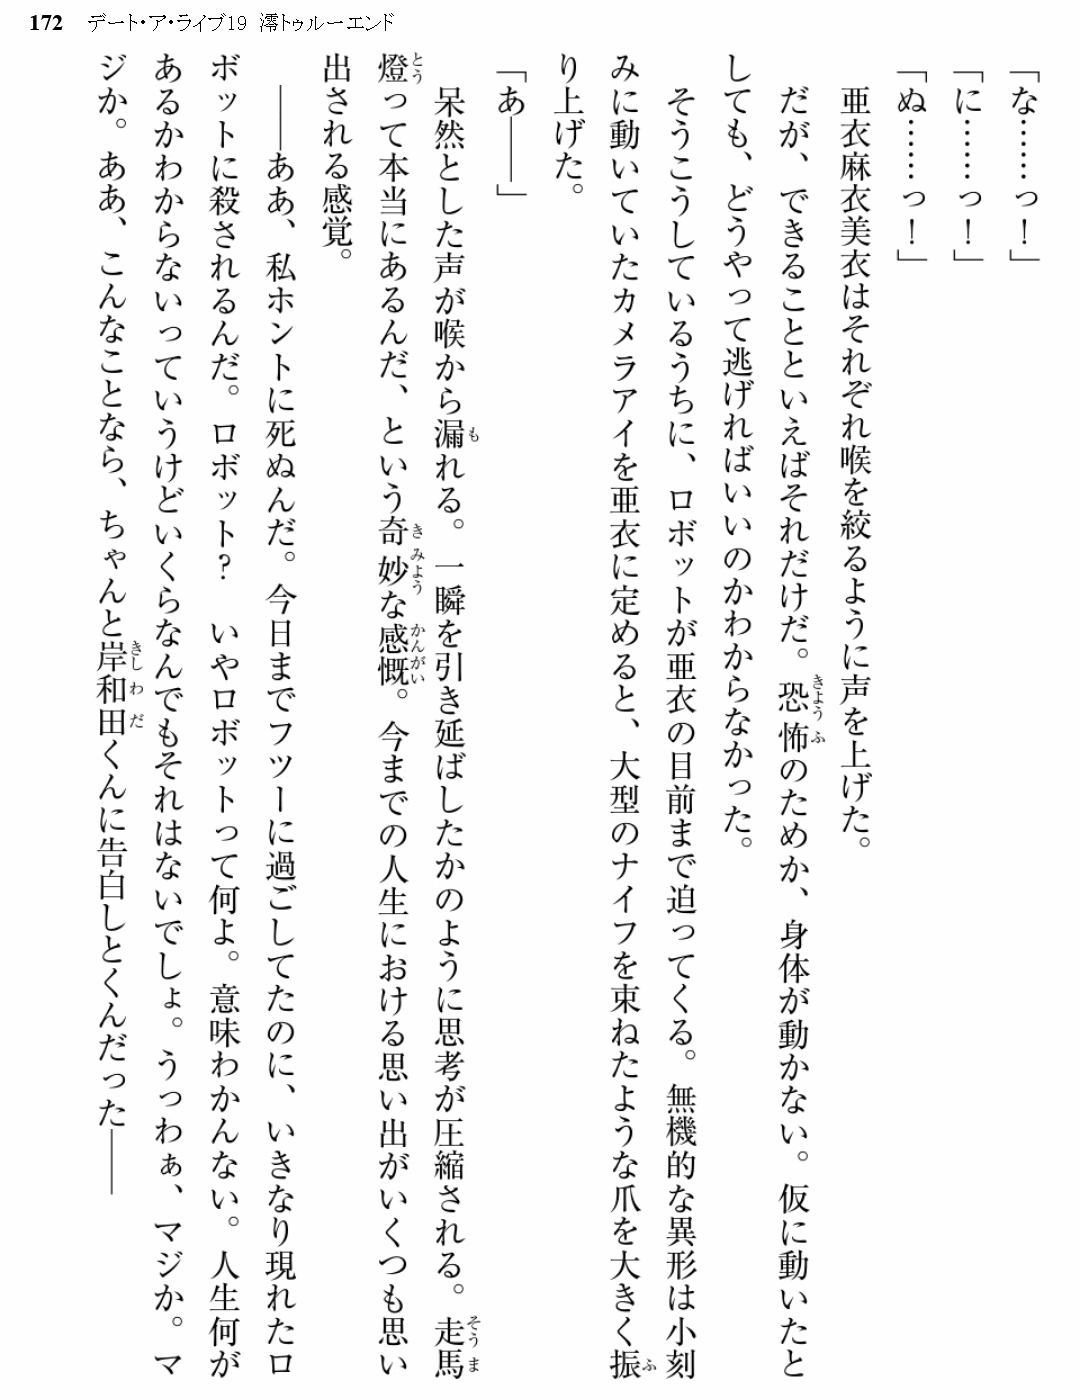 172 デート・ア・ライブ19 澪トゥルーエンド
「な……っ！」
「に……っ！」
「ぬ……っ！」
亜衣麻衣美衣はそれぞれ喉を絞るように声を上げた。
だが、できることといえばそれだけだ。恐怖のためか、身体が動かない。仮に動いたと
しても、どうやって逃げればいいのかわからなかった。
そうこうしているうちに、ロボットが亜衣の目前まで迫ってくる。無機的な異形は小刻
みに動いていたカメラアイを亜衣に定めると、大型のナイフを束ねたような爪を大きく振
り上げた。
「あ――」
呆然とした声が喉から漏れる。一瞬を引き延ばしたかのように思考が圧縮される。走馬
燈って本当にあるんだ、という奇妙な感慨。今までの人生における思い出がいくつも思い
出される感覚。
――ああ、私ホントに死ぬんだ。今日までフツーに過ごしてたのに、いきなり現れたロ
ボットに殺されるんだ。ロボット？　いやロボットって何よ。意味わかんない。人生何が
あるかわからないっていうけどいくらなんでもそれはないでしょ。うっわぁ、マジか。マ
ジか。ああ、こんなことなら、ちゃんと岸和田くんに告白しとくんだった――